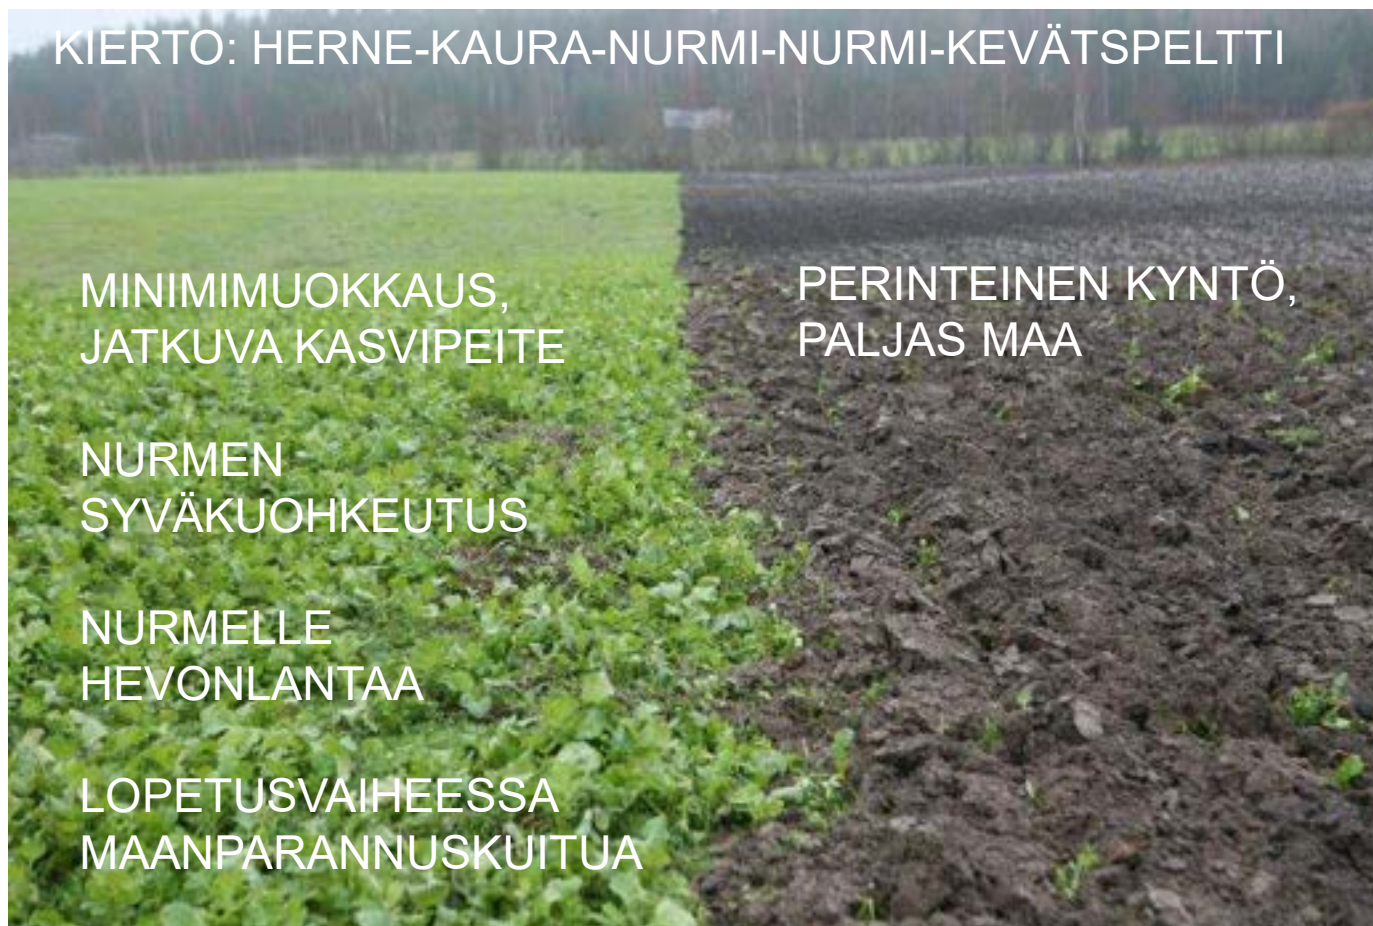 KIERTO: HERNE-KAURA-NURMI-NURMI-KEVÄTSPELTTI
MINIMIMUOKKAUS,
JATKUVA KASVIPEITE
NURMEN
SYVÄKUOHKEUTUS
NURMELLE
HEVONLANTAA
LOPETUSVAIHEESSA
MAANPARANNUSKUITUA
PERINTEINEN KYNTÖ,
PALJAS MAA